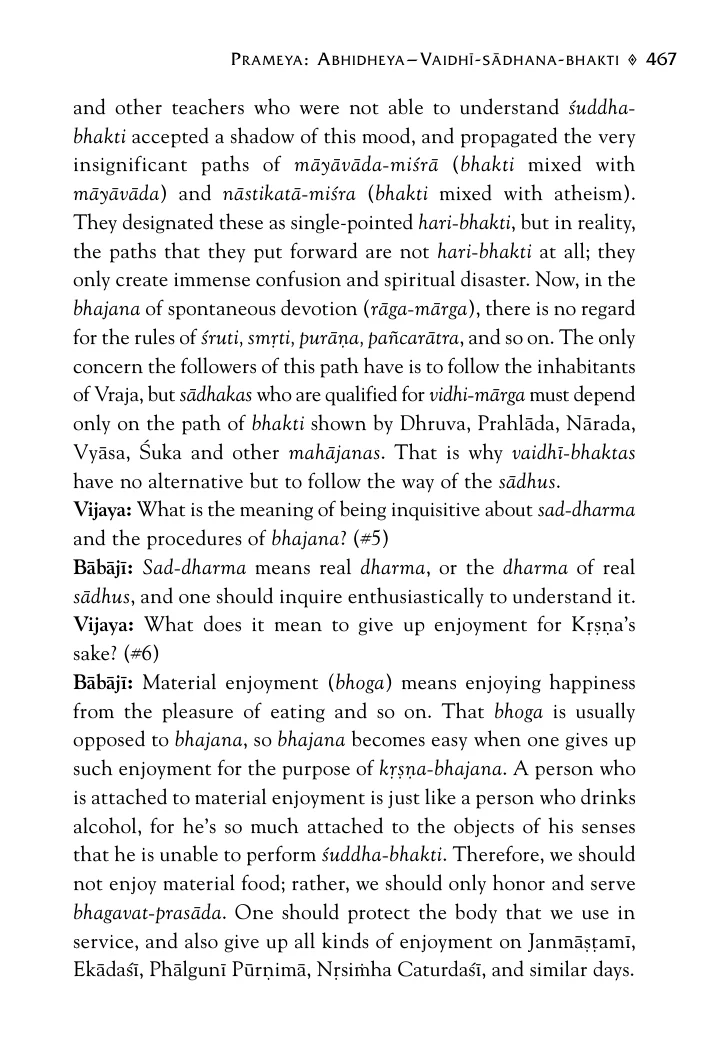 PRAMEYA: ABHIDHEYA–VAIDHĪ-SĀDHANA-BHAKTI ◊ 467
and other teachers who were not able to understand śuddha-
bhakti accepted a shadow of this mood, and propagated the very
insignificant paths of māyāvāda-miśrā (bhakti mixed with
māyāvāda) and nāstikatā-miśra (bhakti mixed with atheism).
They designated these as single-pointed hari-bhakti, but in reality,
the paths that they put forward are not hari-bhakti at all; they
only create immense confusion and spiritual disaster. Now, in the
bhajana of spontaneous devotion (rāga-mārga), there is no regard
for the rules of śruti, smṛti, purāṇa, pañcarātra, and so on. The only
concern the followers of this path have is to follow the inhabitants
of Vraja, but sādhakas who are qualified for vidhi-mārga must depend
only on the path of bhakti shown by Dhruva, Prahlāda, Nārada,
Vyāsa, Śuka and other mahājanas. That is why vaidhī-bhaktas
have no alternative but to follow the way of the sādhus.
Vijaya: What is the meaning of being inquisitive about sad-dharma
and the procedures of bhajana? (#5)
Bābājī: Sad-dharma means real dharma, or the dharma of real
sādhus, and one should inquire enthusiastically to understand it.
Vijaya: What does it mean to give up enjoyment for Kṛṣṇa's
sake? (#6)
Bābājī: Material enjoyment (bhoga) means enjoying happiness
from the pleasure of eating and so on. That bhoga is usually
opposed to bhajana, so bhajana becomes easy when one gives up
such enjoyment for the purpose of kṛṣṇa-bhajana. A person who
is attached to material enjoyment is just like a person who drinks
alcohol, for he's so much attached to the objects of his senses
that he is unable to perform śuddha-bhakti. Therefore, we should
not enjoy material food; rather, we should only honor and serve
bhagavat-prasāda. One should protect the body that we use in
service, and also give up all kinds of enjoyment on Janmāṣṭamī,
Ekādaśī, Phālgunī Pūrṇimā, Nṛsiṁha Caturdaśī, and similar days.